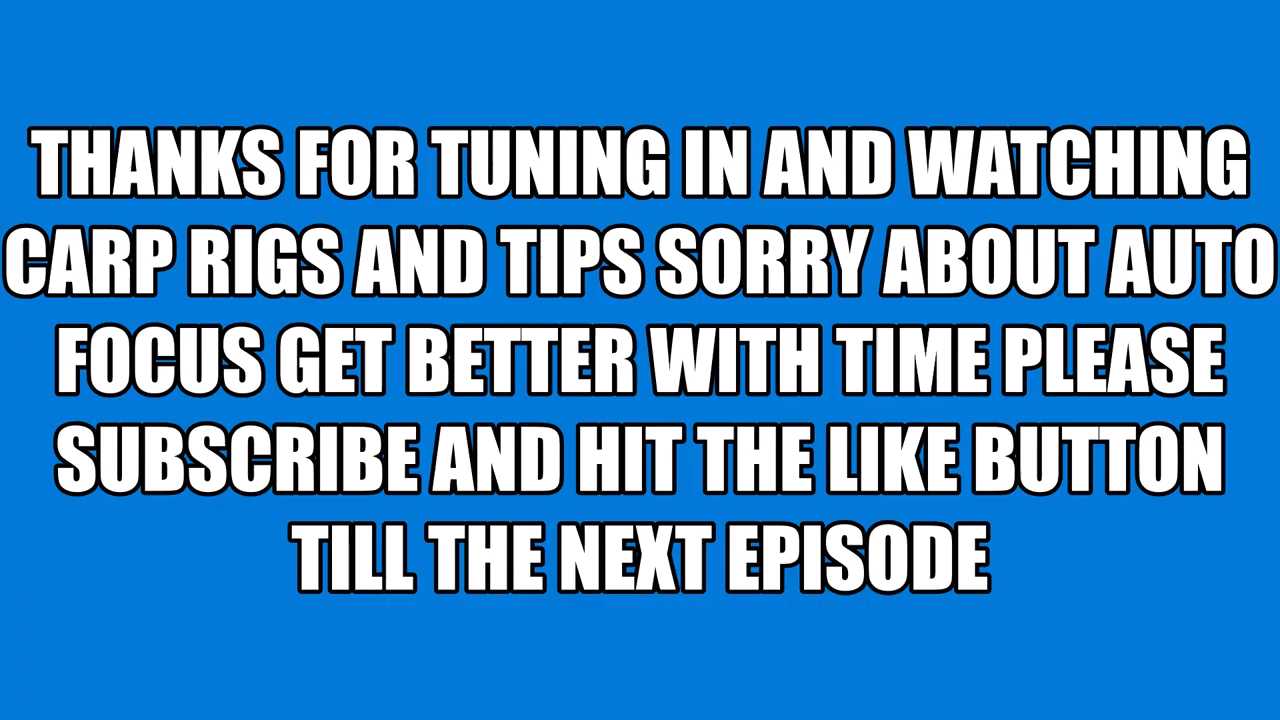 THANKS FOR TUNING IN AND WATCHING
CARP RIGS AND TIPS SORRY ABOUT AUTO
FOCUS GET BETTER WITH TIME PLEASE
SUBSCRIBE AND HIT THE LIKE BUTTON
TILL THE NEXT EPISODE